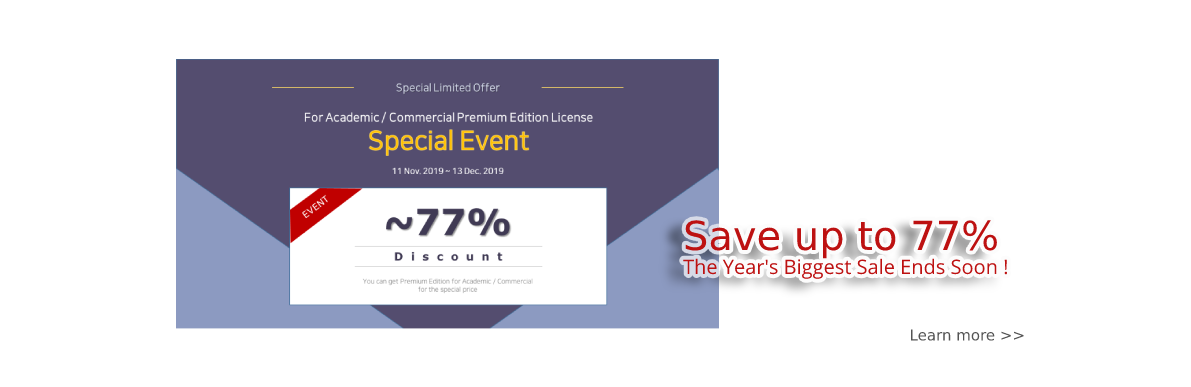 Special Limited Offer
For Academic / Commercial Premium Edition License
Special Event
11 Nov. 2019 ~ 13 Dec. 2019
EVENT
~77%
Discount
You can get Premium Edition for Academic / Commercial
for the special price
Save up to 77%
The Year's Biggest Sale Ends Soon !
Learn more >>